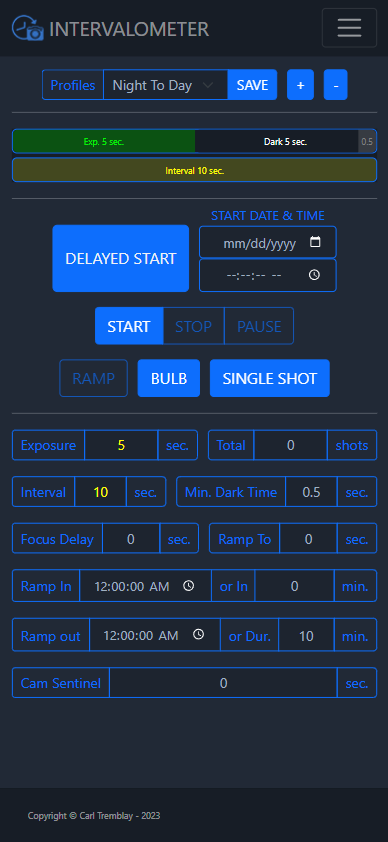 INTERVALOMETER
Profiles Night To Day SAVE + -
Exp. 5 sec. Dark 5 sec. 0.5
Interval 10 sec.
START DATE & TIME
DELAYED START mm/dd/yyyy
--:--:-- --
START STOP PAUSE
RAMP BULB SINGLE SHOT
Exposure 5 sec. Total 0 shots
Interval 10 sec. Min. Dark Time 0.5 sec.
Focus Delay 0 sec. Ramp To 0 sec.
Ramp In 12:00:00 AM or In 0 min.
Ramp out 12:00:00 AM or Dur. 10 min.
Cam Sentinel 0 sec.
Copyright © Carl Tremblay - 2023